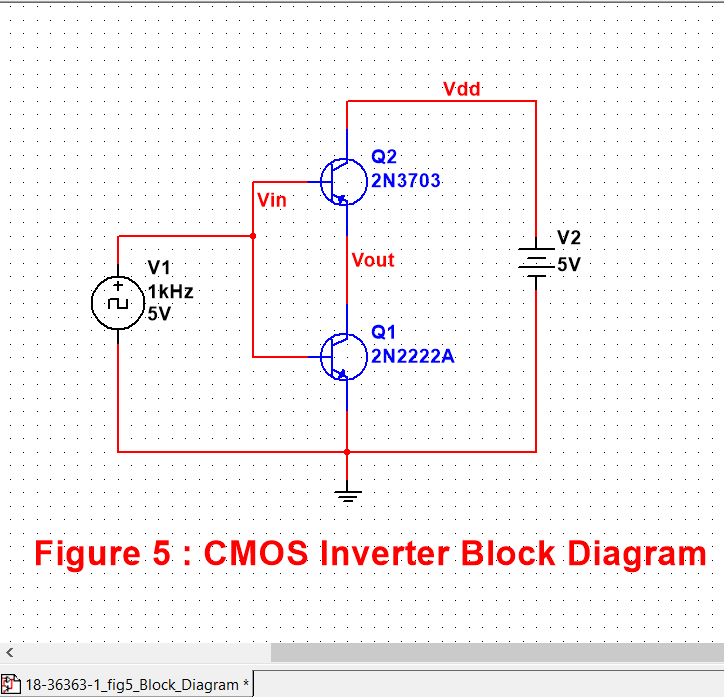 Vdd
Q2
2N3703
Vin
Vout
V1
1kHz
5V
V2
5V
Q1
2N2222A
Figure 5 : CMOS Inverter Block Diagram
18-36363-1_fig5_Block_Diagram *